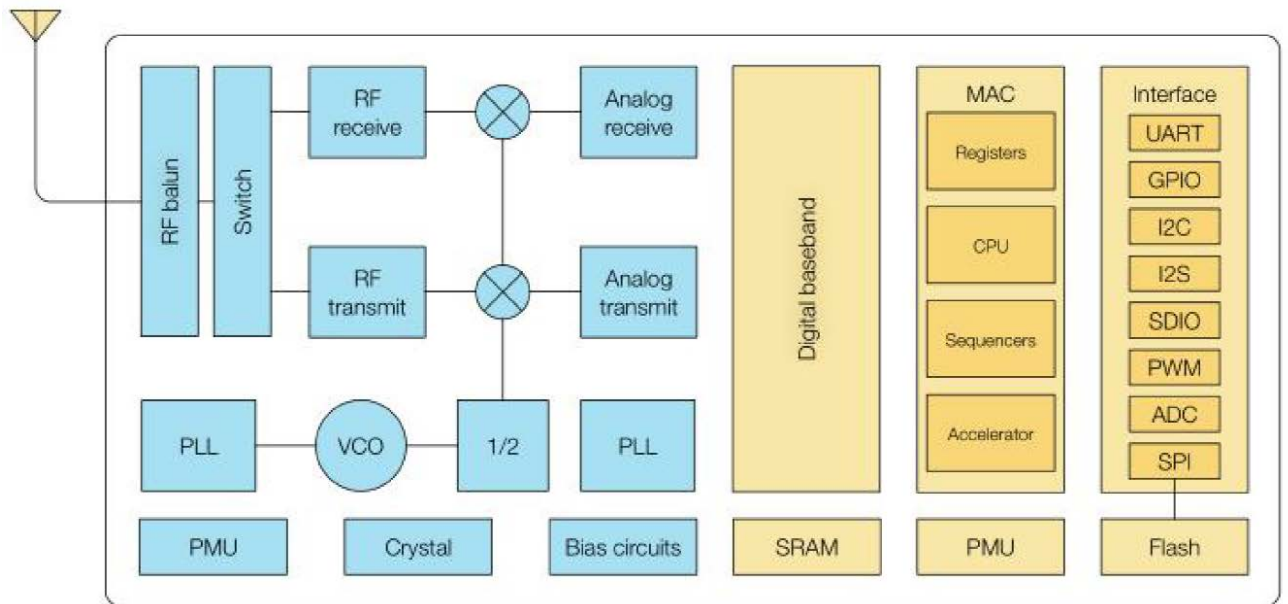 RF balun
Switch
RF
receive
Analog
receive
RF
transmit
Analog
transmit
PLL
VCO
1/2
PLL
PMU
Crystal
Bias circuits
Digital baseband
SRAM
MAC
Registers
CPU
Sequencers
Accelerator
PMU
Interface
UART
GPIO
I2C
I2S
SDIO
PWM
ADC
SPI
Flash